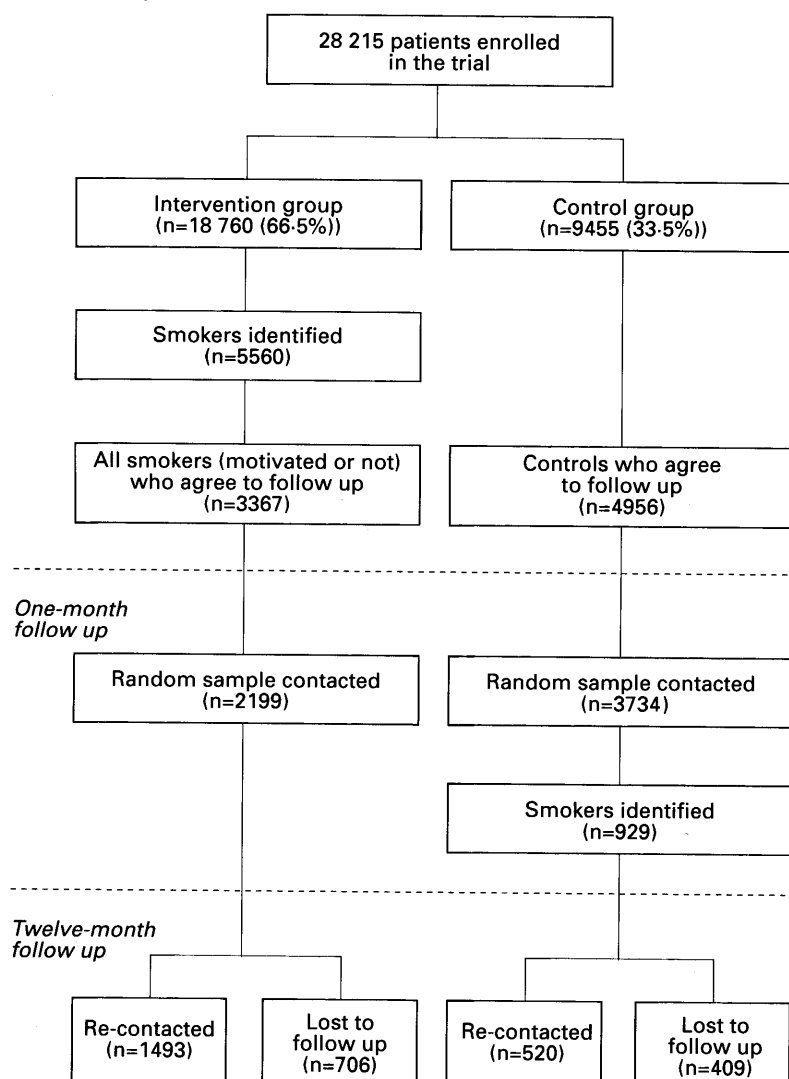 28 215 patients enrolled
in the trial
Intervention group
(n=18 760 (66·5%))
Control group
(n=9455 (33·5%))
Smokers identified
(n=5560)
All smokers (motivated or not)
who agree to follow up
(n=3367)
Controls who agree
to follow up
(n=4956)
One-month
follow up
Random sample contacted
(n=2199)
Random sample contacted
(n=3734)
Smokers identified
(n=929)
Twelve-month
follow up
Re-contacted
(n=1493)
Lost to
follow up
(n=706)
Re-contacted
(n=520)
Lost to
follow up
(n=409)